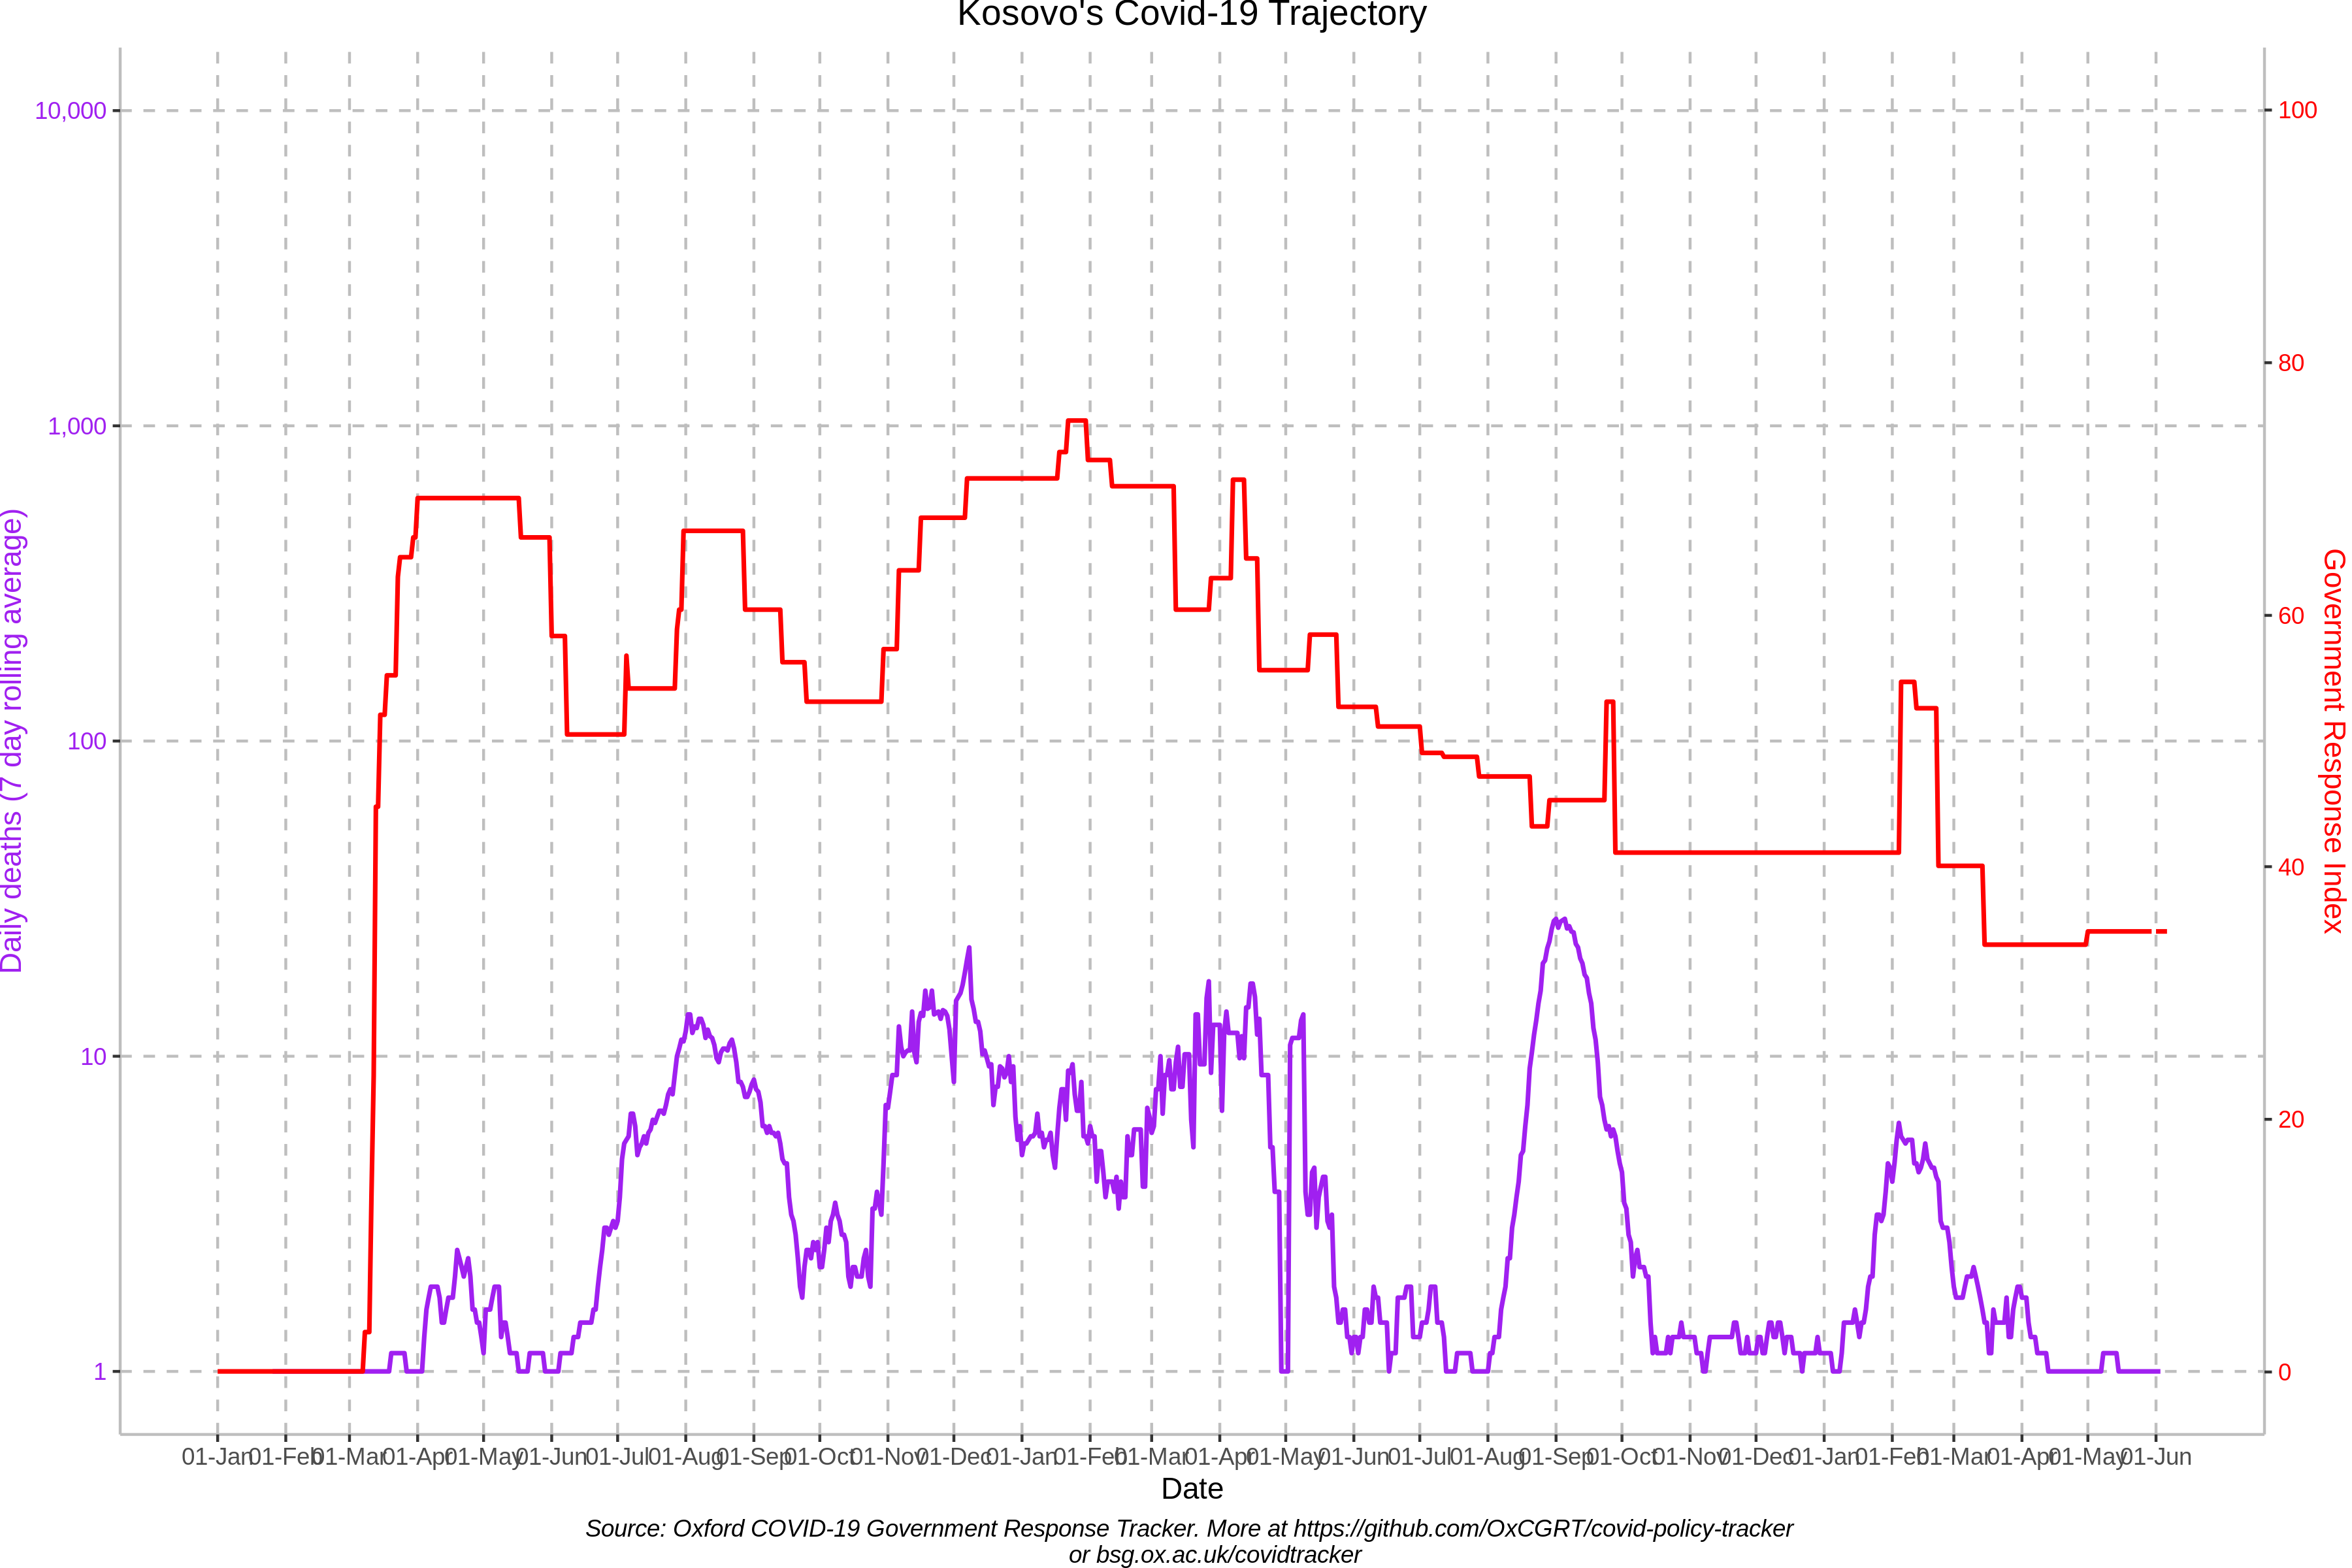 Kosovo's Covid-19 Trajectory
10,000
1,000
100
10
1
Daily deaths (7 day rolling average)
100
80
60
40
20
0
Government Response Index
01-Jan 01-Feb 01-Mar 01-Apr 01-May 01-Jun 01-Jul 01-Aug 01-Sep 01-Oct 01-Nov 01-Dec 01-Jan 01-Feb 01-Mar 01-Apr 01-May 01-Jun 01-Jul 01-Aug 01-Sep 01-Oct 01-Nov 01-Dec 01-Jan 01-Feb 01-Mar 01-Apr 01-May 01-Jun
Date
Source: Oxford COVID-19 Government Response Tracker. More at https://github.com/OxCGRT/covid-policy-tracker
or bsg.ox.ac.uk/covidtracker